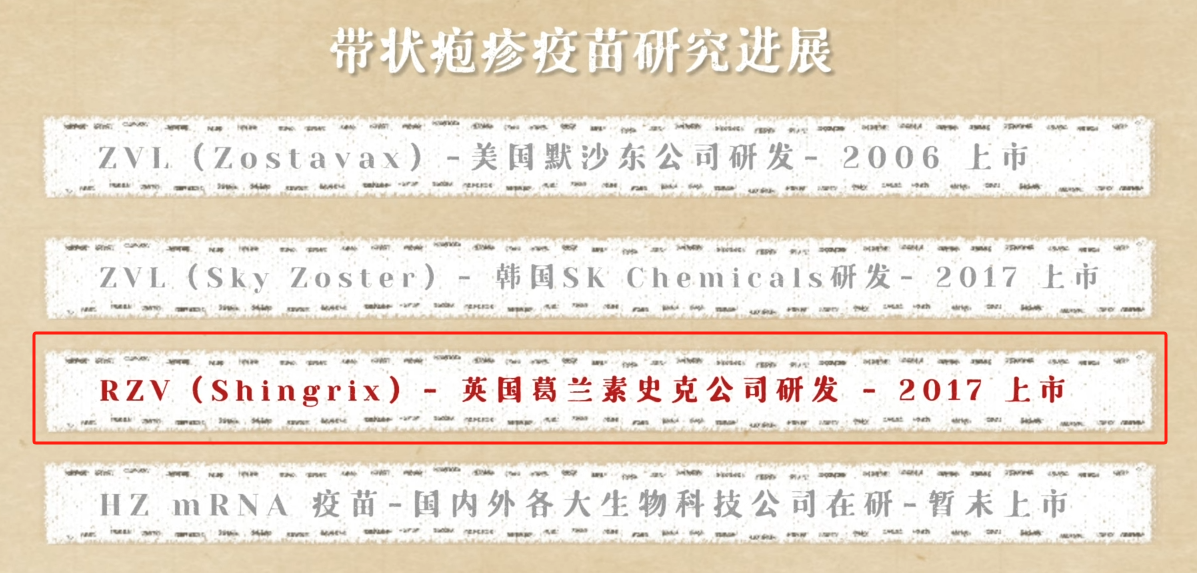 带状疱疹疫苗研究进展
ZVL（Zostavax）-美国默沙东公司研发- 2006 上市
ZVL（Sky Zoster）- 韩国SK Chemicals研发- 2017 上市
RZV（Shingrix）- 英国葛兰素史克公司研发 - 2017 上市
HZ mRNA 疫苗-国内外各大生物科技公司在研-暂末上市